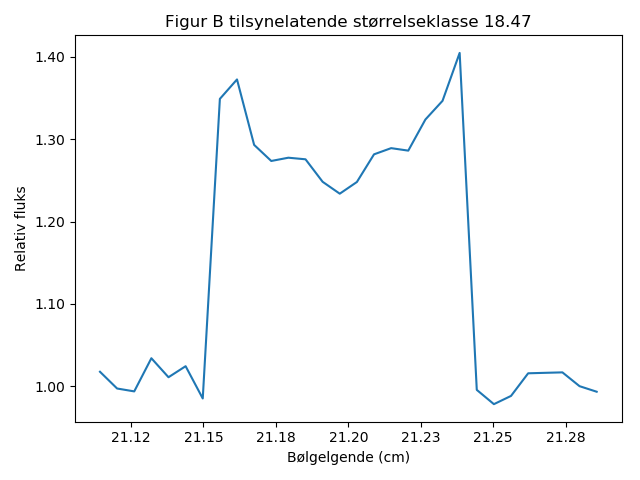 Figur B tilsynelatende størrelseklasse 18.47
1.40
1.30
1.20
1.10
1.00
Relativ fluks
21.12 21.15 21.18 21.20 21.23 21.25 21.28
Bølgelgende (cm)